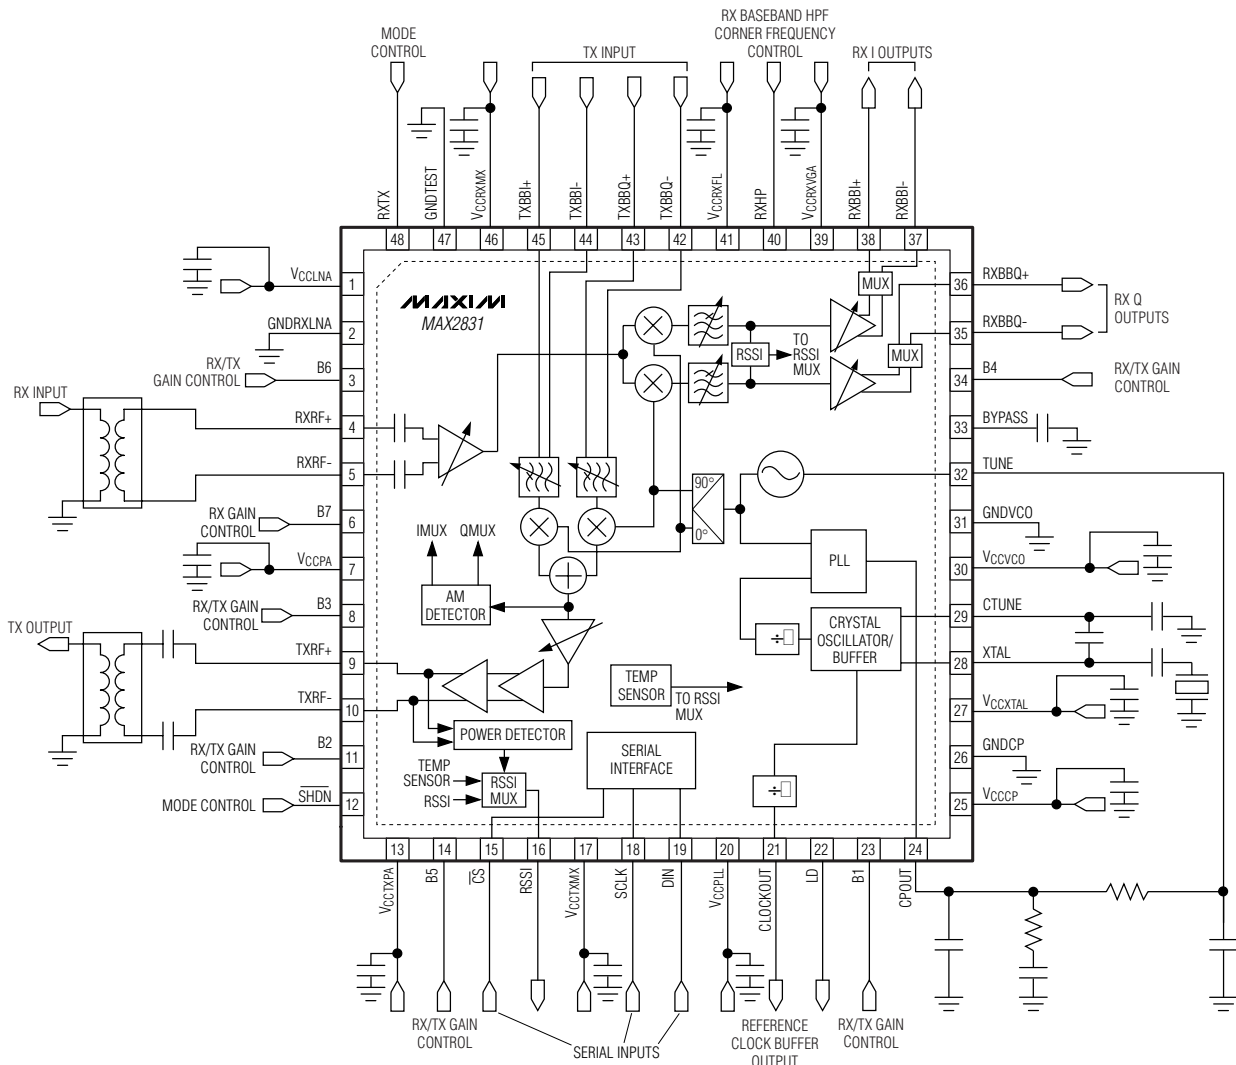 MODE
CONTROL
TX INPUT
RX BASEBAND HPF
CORNER FREQUENCY
CONTROL
RX I OUTPUTS
RXTX
GNDTEST
VCCRXMX
TXBBI+
TXBBI-
TXBBQ+
TXBBQ-
VCCRXFL
RXHP
VCCRXVGA
RXBBI+
RXBBI-
48
47
46
45
44
43
42
41
40
39
38
37
VCCLNA
1
GNDRXLNA
2
RX/TX
GAIN CONTROL
B6
3
RX INPUT
RXRF+
4
RXRF-
5
RX GAIN
CONTROL
B7
6
VCCPA
7
RX/TX GAIN
CONTROL
B3
8
TX OUTPUT
TXRF+
9
TXRF-
10
RX/TX GAIN
CONTROL
B2
11
MODE CONTROL
SHDN
12
MAXIM
MAX2831
MUX
MUX
RSSI
TO
RSSI
MUX
90°
0°
IMUX
QMUX
AM
DETECTOR
PLL
CRYSTAL
OSCILLATOR/
BUFFER
÷
TEMP
SENSOR
TO RSSI
MUX
POWER DETECTOR
TEMP
SENSOR
RSSI
RSSI
MUX
SERIAL
INTERFACE
÷
36
RXBBQ+
35
RXBBQ-
RX Q
OUTPUTS
34
B4
RX/TX GAIN
CONTROL
33
BYPASS
32
TUNE
31
GNDVCO
30
VCCVCO
29
CTUNE
28
XTAL
27
VCCXTAL
26
GNDCP
25
VCCCP
13
14
15
16
17
18
19
20
21
22
23
24
VCCTXPA
B5
CS
RSSI
VCCTXMX
SCLK
DIN
VCCPLL
CLOCKOUT
LD
B1
CPOUT
RX/TX GAIN
CONTROL
SERIAL INPUTS
REFERENCE
CLOCK BUFFER
OUTPUT
RX/TX GAIN
CONTROL